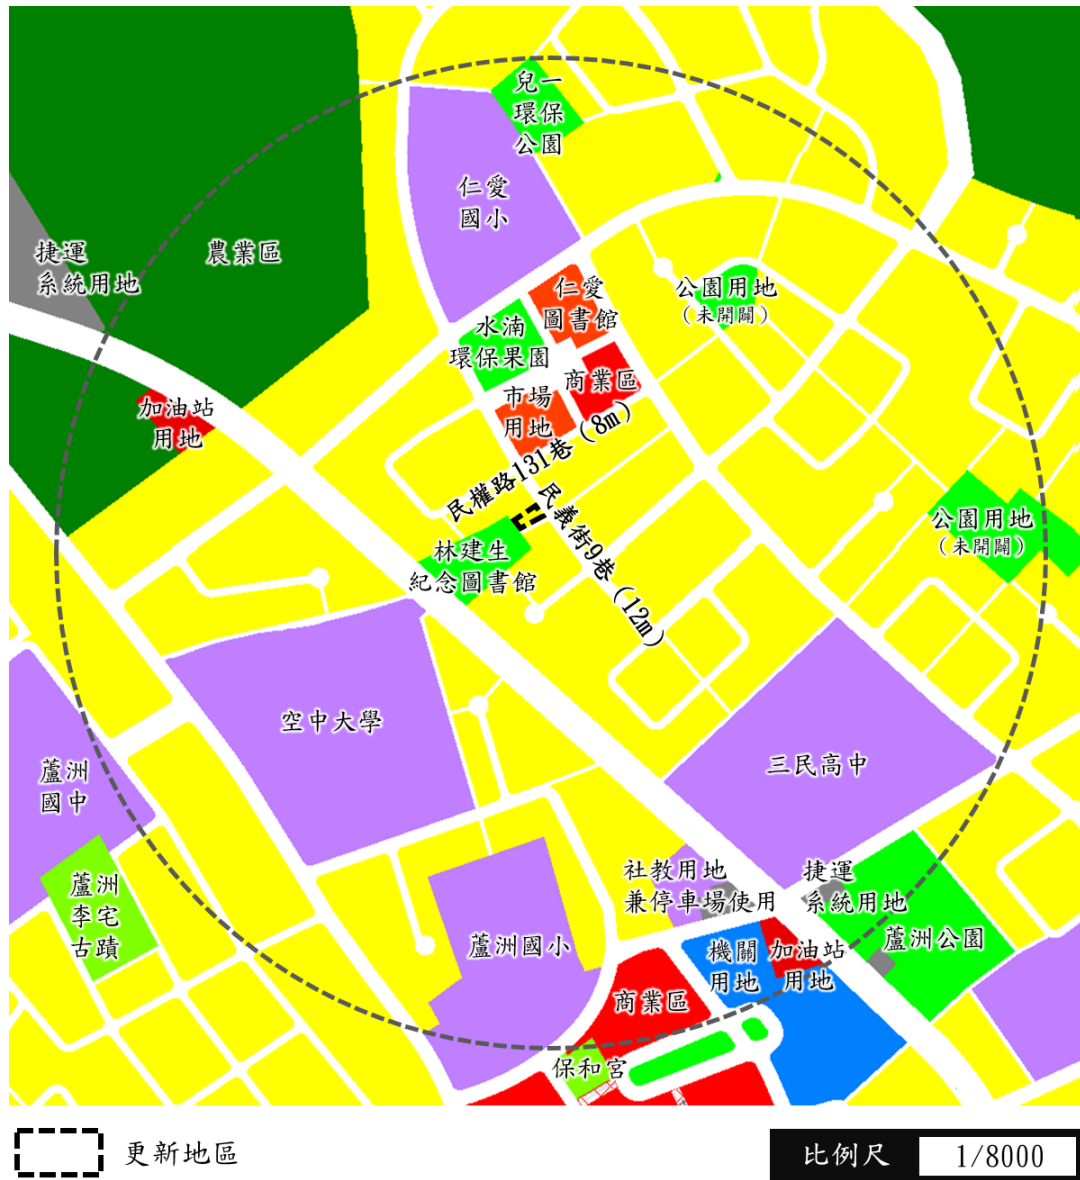 兒一
環保
公園
仁愛
國小
捷運
系統用地
農業區
仁愛
圖書館
公園用地
(未開闢)
水湳
環保果園
商業區
市場
用地
加油站
用地
民權路131巷(8m)
民義街9巷(12m)
公園用地
(未開闢)
林建生
紀念圖書館
空中大學
三民高中
蘆洲
國中
社教用地
兼停車場使用
捷運
系統用地
蘆洲
李宅
古蹟
蘆洲國小
機關
用地
加油站
用地
蘆洲公園
商業區
保和宮
更新地區
比例尺
1/8000